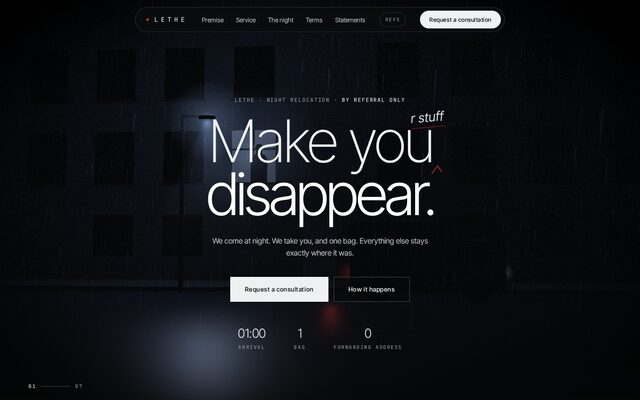 LETHE
Premise
Service
The night
Terms
Statements
REFS
Request a consultation
LETHE · NIGHT RELOCATION · BY REFERRAL ONLY
r stuff
Make you
disappear.
We come at night. We take you, and one bag. Everything else stays
exactly where it was.
Request a consultation
How it happens
01:00
1
0
ARRIVAL
BAG
FORWARDING ADDRESS
01
07